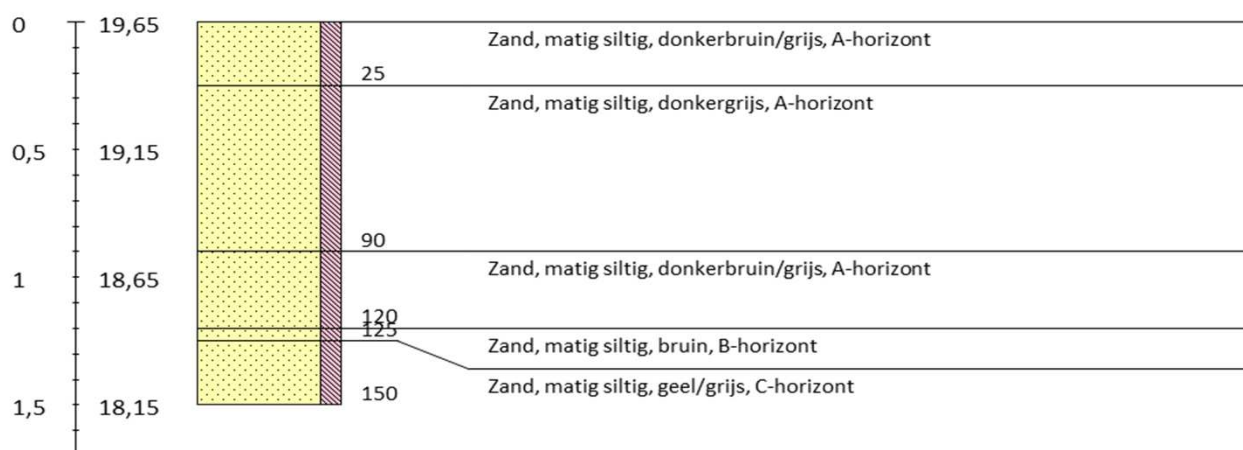 0 19,65
Zand, matig siltig, donkerbruin/grijs, A-horizont
25
Zand, matig siltig, donkergrijs, A-horizont
0,5 19,15
90
Zand, matig siltig, donkerbruin/grijs, A-horizont
1 18,65
120
125
Zand, matig siltig, bruin, B-horizont
Zand, matig siltig, geel/grijs, C-horizont
150
1,5 18,15